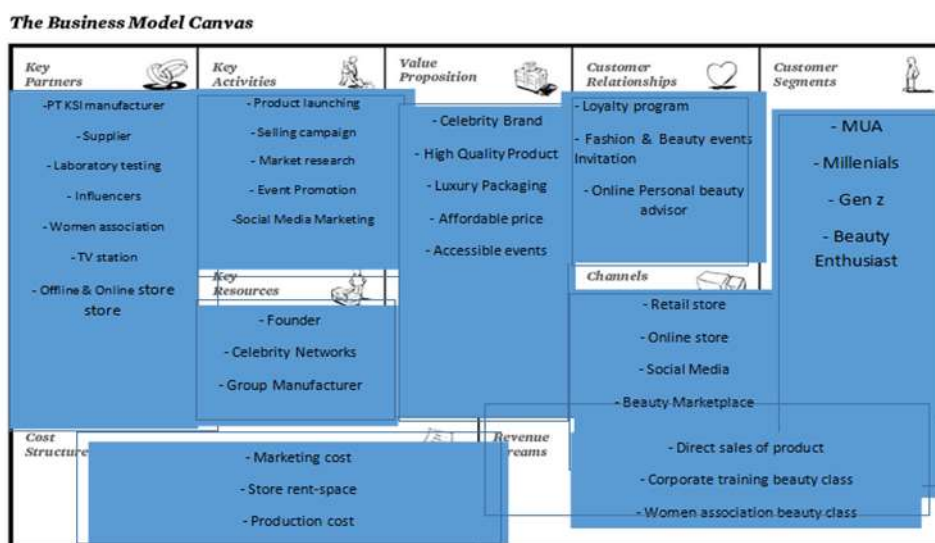 The Business Model Canvas
Key
Partners
-PT KSI manufacturer
- Supplier
- Laboratory testing
- Influencers
- Women association
- TV station
- Offline & Online store
store
Key
Activities
- Product launching
- Selling campaign
- Market research
- Event Promotion
-Social Media Marketing
Key
Resources
- Founder
- Celebrity Networks
- Group Manufacturer
Value
Proposition
- Celebrity Brand
- High Quality Product
- Luxury Packaging
- Affordable price
- Accessible events
Customer
Relationships
- Loyalty program
- Fashion & Beauty events
Invitation
- Online Personal beauty
advisor
Channels
- Retail store
- Online store
- Social Media
- Beauty Marketplace
Customer
Segments
- MUA
- Millenials
- Gen z
- Beauty
Enthusiast
Cost
Structure
- Marketing cost
- Store rent-space
- Production cost
Revenue
reams
- Direct sales of product
- Corporate training beauty class
- Women association beauty class